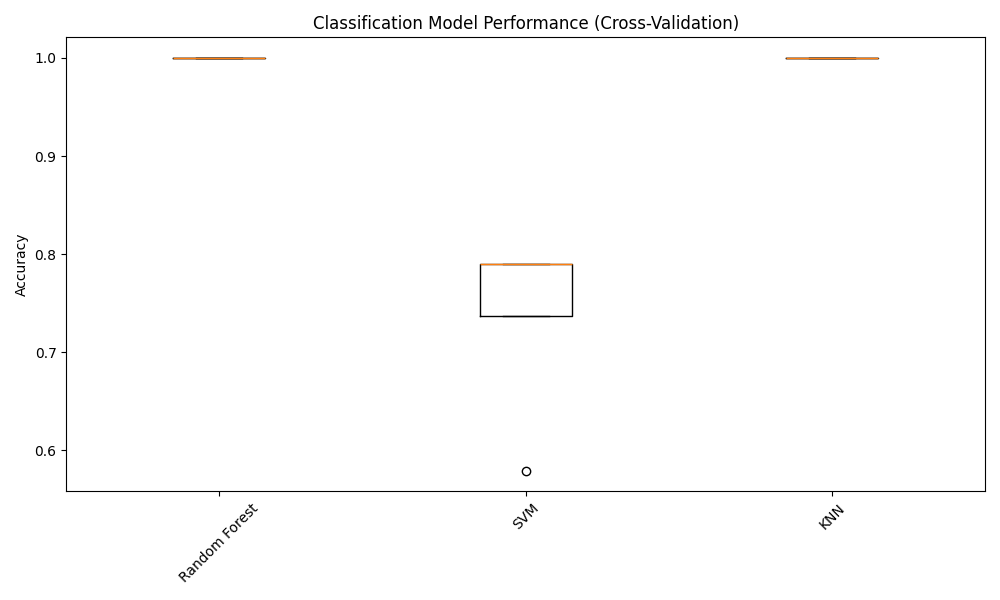 Classification Model Performance (Cross-Validation)
1.0
0.9
0.8
0.7
0.6
Accuracy
Random Forest
SVM
KNN